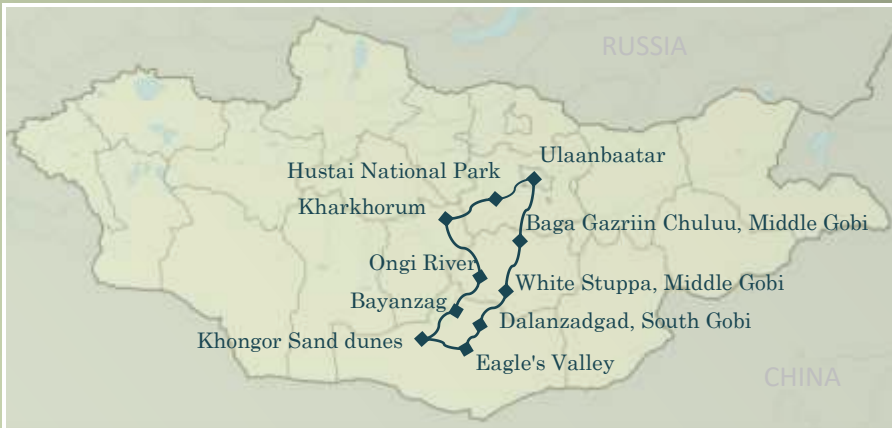 RUSSIA
Ulaanbaatar
Hustai National Park
Kharkhorum
Baga Gazriin Chuluu, Middle Gobi
Ongi River
White Stuppa, Middle Gobi
Bayanzag
Dalanzadgad, South Gobi
Khongor Sand dunes
Eagle's Valley
CHINA